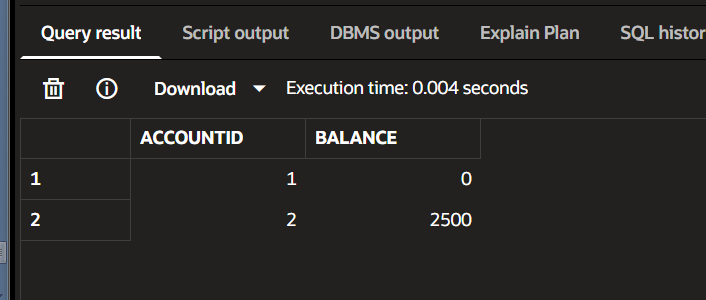 Query result Script output DBMS output Explain Plan SQL histor
Download Execution time: 0.004 seconds
ACCOUNTID BALANCE
1 1 0
2 2 2500